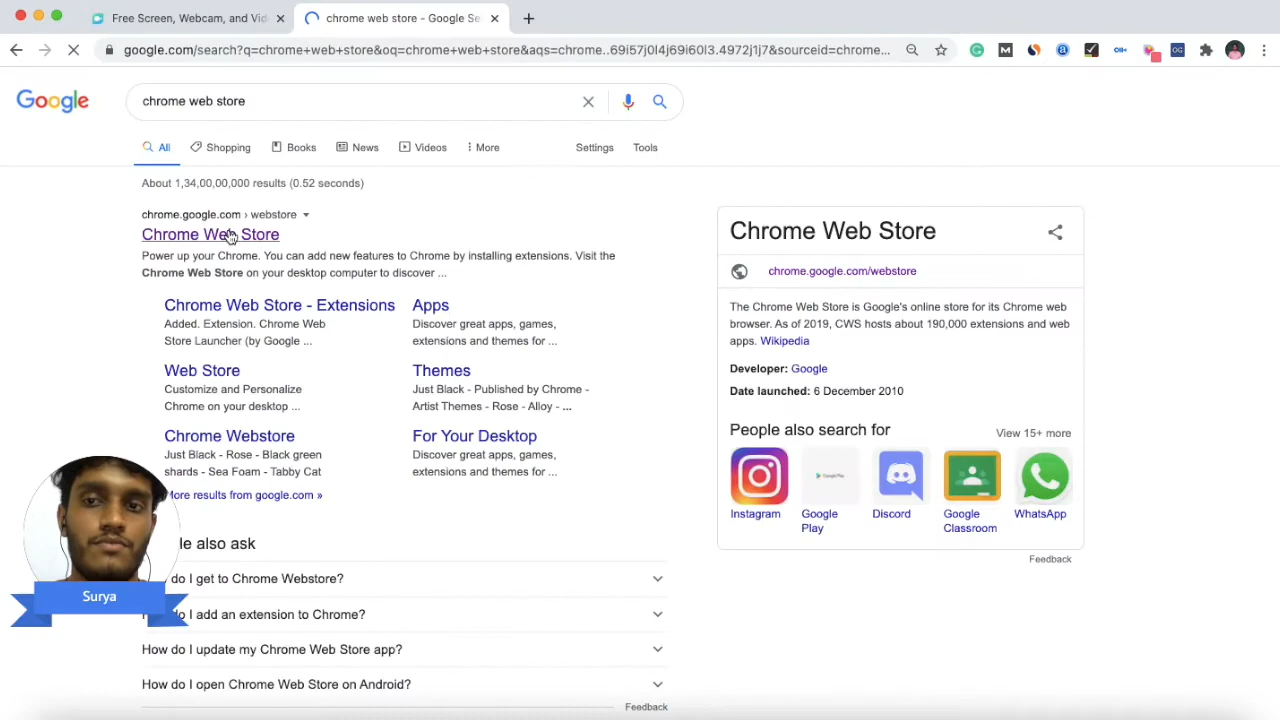 Free Screen, Webcam, and Vid
chrome web store - Google Se
google.com/search?q=chrome+web+store&oq=chrome+web+store&aqs=chrome..69i57j0l4j69i60l3.4972j1j7&sourceid=chrome...
Google
chrome web store
All
Shopping
Books
News
Videos
More
Settings
Tools
About 1,34,00,00,000 results (0.52 seconds)
chrome.google.com › webstore
Chrome Web Store
Power up your Chrome. You can add new features to Chrome by installing extensions. Visit the
Chrome Web Store on your desktop computer to discover ...
Chrome Web Store - Extensions
Added. Extension. Chrome Web
Store Launcher (by Google ...
Apps
Discover great apps, games,
extensions and themes for ...
Web Store
Customize and Personalize
Chrome on your desktop ...
Themes
Just Black - Published by Chrome -
Artist Themes - Rose - Alloy - ...
Chrome Webstore
Just Black - Rose - Black green
shards - Sea Foam - Tabby Cat
For Your Desktop
Discover great apps, games,
extensions and themes for ...
More results from google.com »
le also ask
do I get to Chrome Webstore?
do I add an extension to Chrome?
How do I update my Chrome Web Store app?
How do I open Chrome Web Store on Android?
Feedback
Surya
Chrome Web Store
chrome.google.com/webstore
The Chrome Web Store is Google's online store for its Chrome web
browser. As of 2019, CWS hosts about 190,000 extensions and web
apps. Wikipedia
Developer: Google
Date launched: 6 December 2010
People also search for
View 15+ more
Instagram
Google
Play
Discord
Google
Classroom
WhatsApp
Feedback